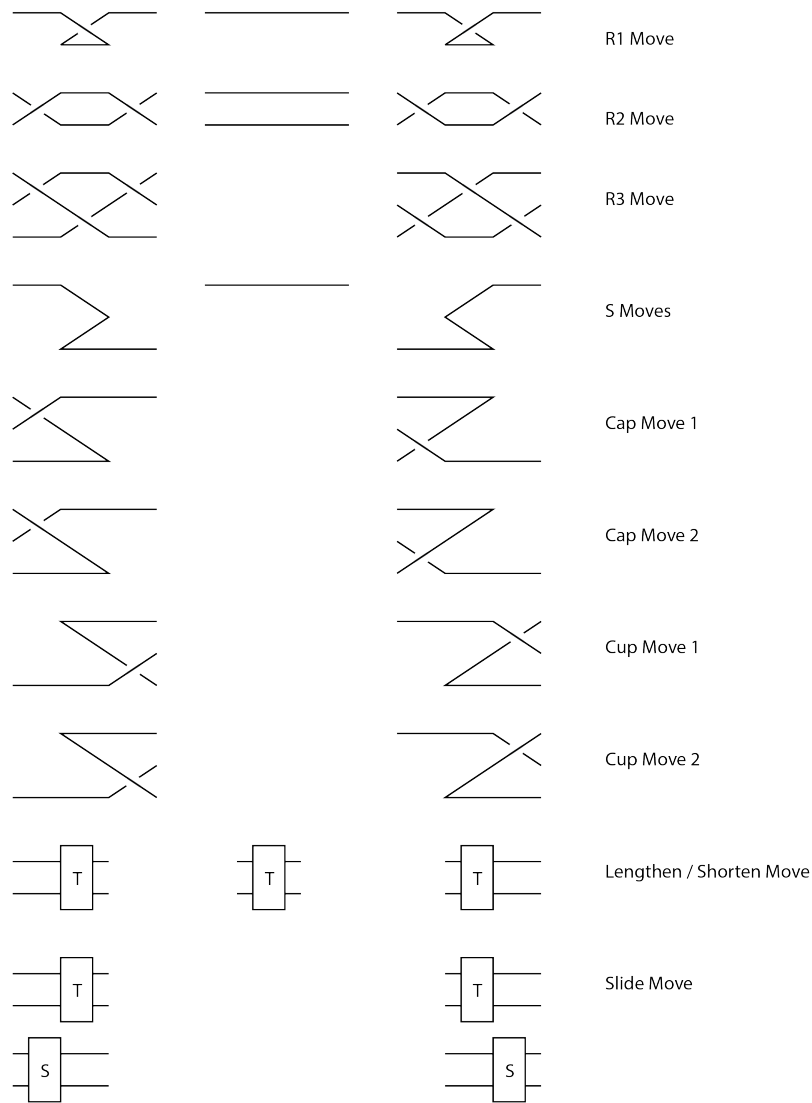 R1 Move
R2 Move
R3 Move
S Moves
Cap Move 1
Cap Move 2
Cup Move 1
Cup Move 2
T T T Lengthen / Shorten Move
T T Slide Move
S S